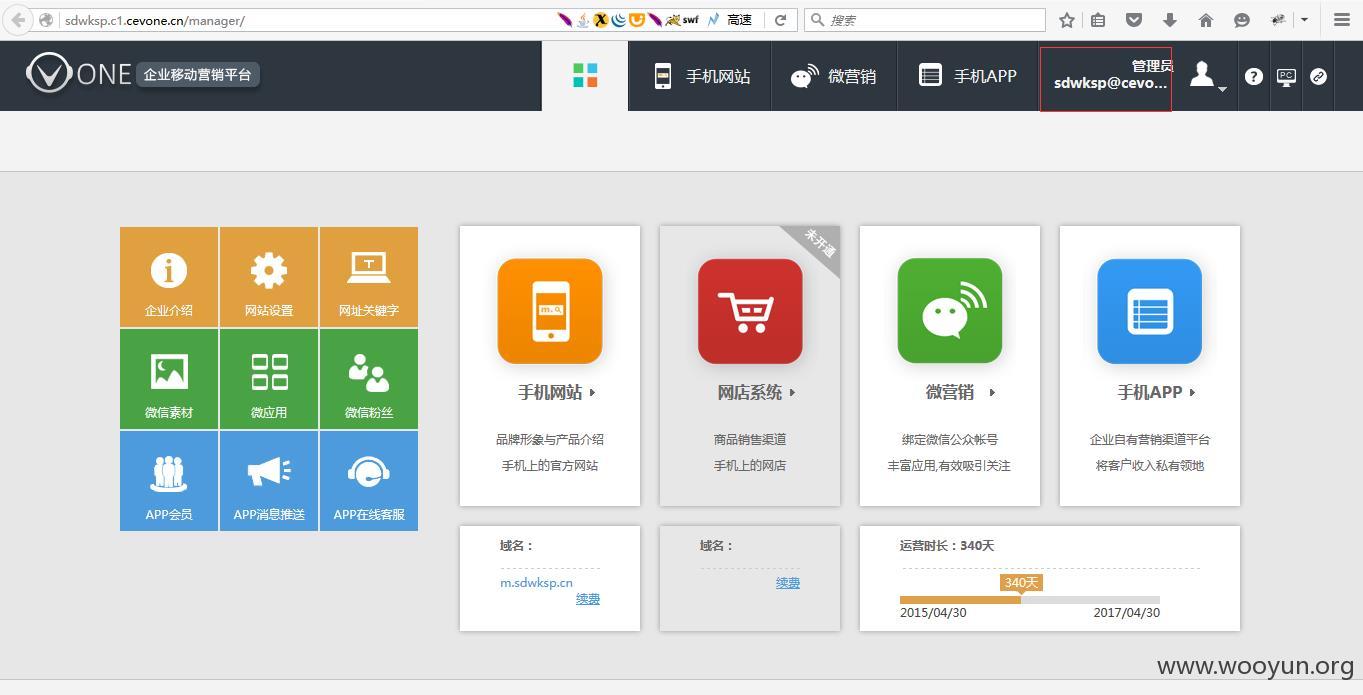 sdwksp.c1.cevone.cn/manager/
swf
高速
搜索
ONE 企业移动营销平台
手机网站
微营销
手机APP
管理员
sdwksp@cevo...
PC
企业介绍
网站设置
网址关键字
微信素材
微应用
微信粉丝
APP会员
APP消息推送
APP在线客服
手机网站
品牌形象与产品介绍
手机上的官方网站
未开通
网店系统
商品销售渠道
手机上的网店
微营销
绑定微信公众帐号
丰富应用,有效吸引关注
手机APP
企业自有营销渠道平台
将客户收入私有领地
域名：
m.sdwksp.cn
续费
域名：
续费
运营时长：340天
340天
2015/04/30
2017/04/30
www.wooyun.org